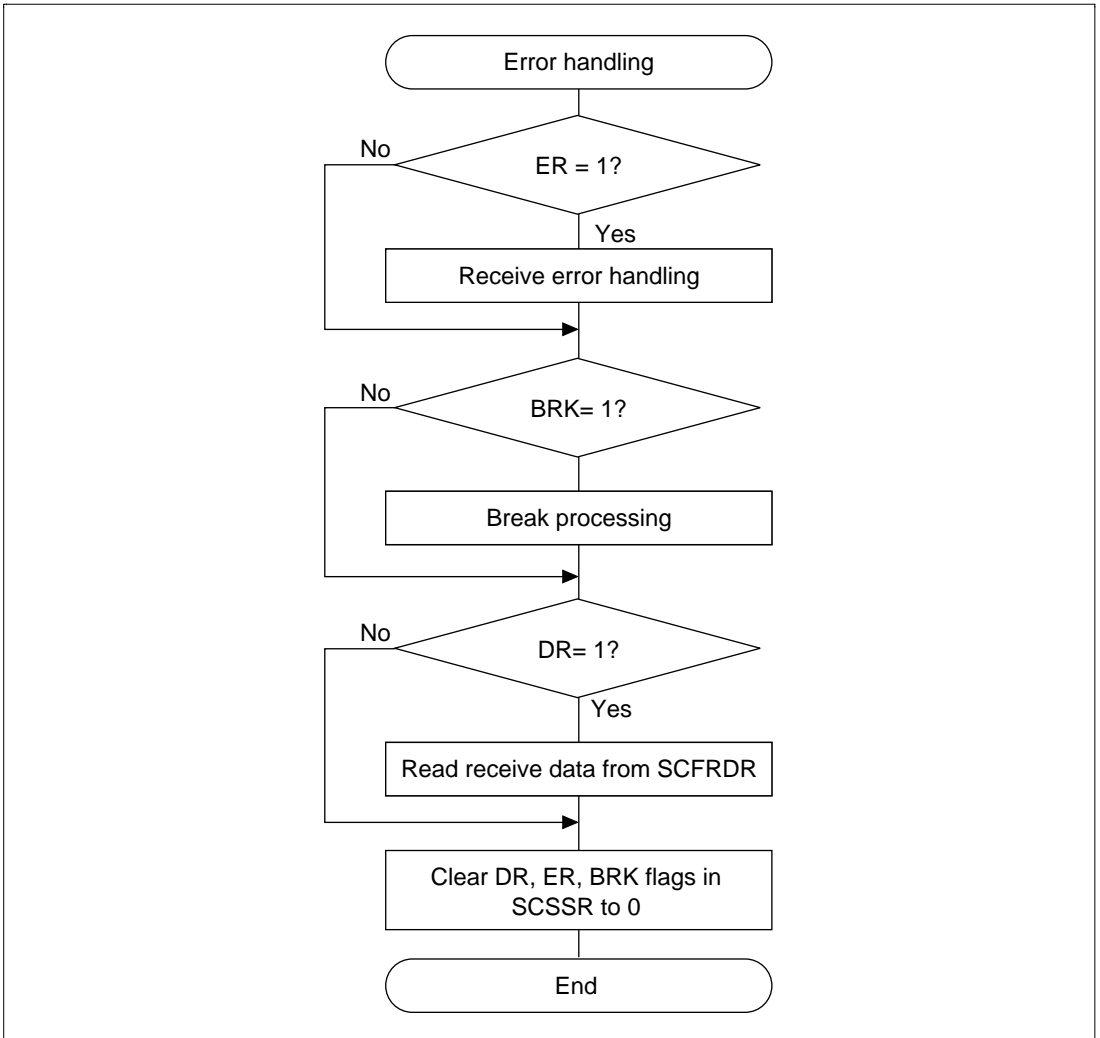 Error handling
No
ER = 1?
Yes
Receive error handling
No
BRK= 1?
Break processing
No
DR= 1?
Yes
Read receive data from SCFRDR
Clear DR, ER, BRK flags in
SCSSR to 0
End